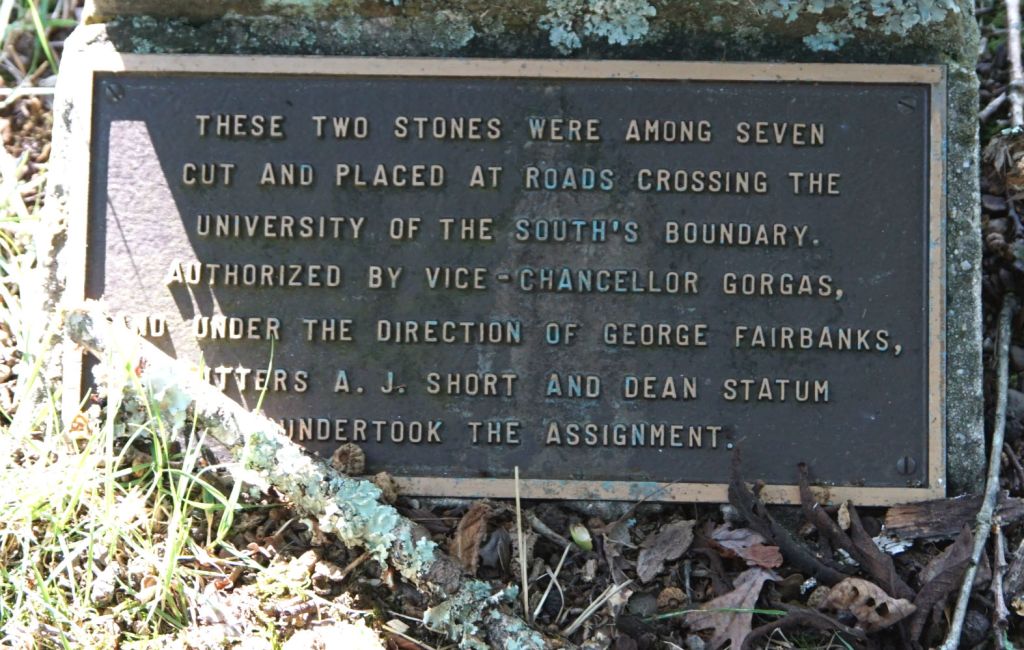 THESE TWO STONES WERE AMONG SEVEN
CUT AND PLACED AT ROADS CROSSING THE
UNIVERSITY OF THE SOUTH'S BOUNDARY.
AUTHORIZED BY VICE-CHANCELLOR GORGAS,
UNDER THE DIRECTION OF GEORGE FAIRBANKS,
A. J. SHORT AND DEAN STATUM
UNDERTOOK THE ASSIGNMENT.